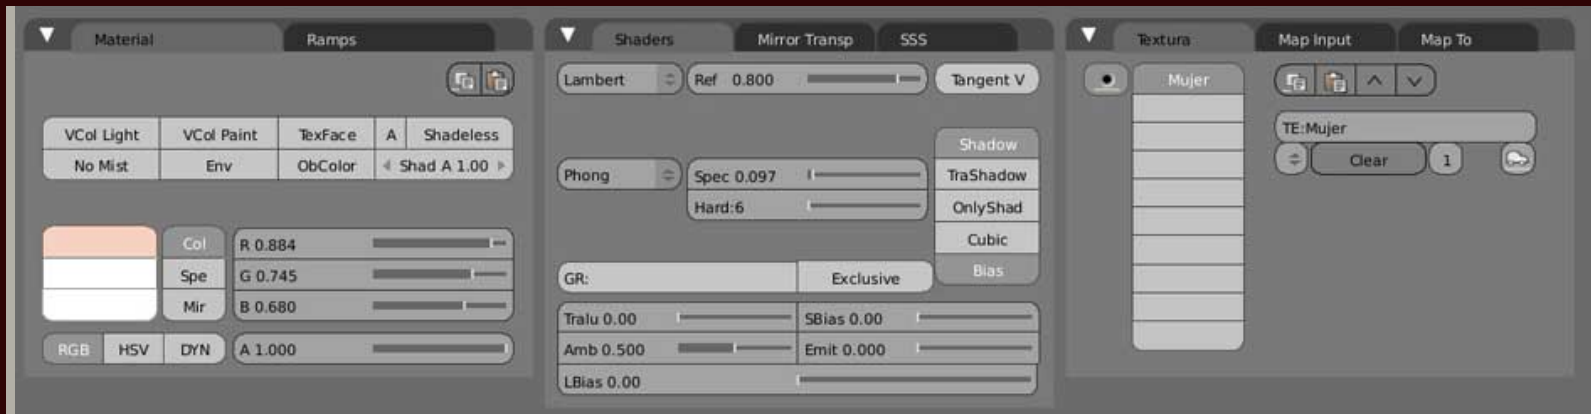 Material Ramps
VCol Light VCol Paint TexFace A Shadeless
No Mist Env ObColor Shad A 1.00
Col R 0.884
Spe G 0.745
Mir B 0.680
RGB HSV DYN A 1.000
Shaders Mirror Transp SSS
Lambert Ref 0.800 Tangent V
Shadow
Phong Spec 0.097 TraShadow
Hard:6 OnlyShad
Cubic
GR: Exclusive Bias
Tralu 0.00 SBias 0.00
Amb 0.500 Emit 0.000
LBias 0.00
Textura Map Input Map To
Mujer
TE:Mujer
Clear 1